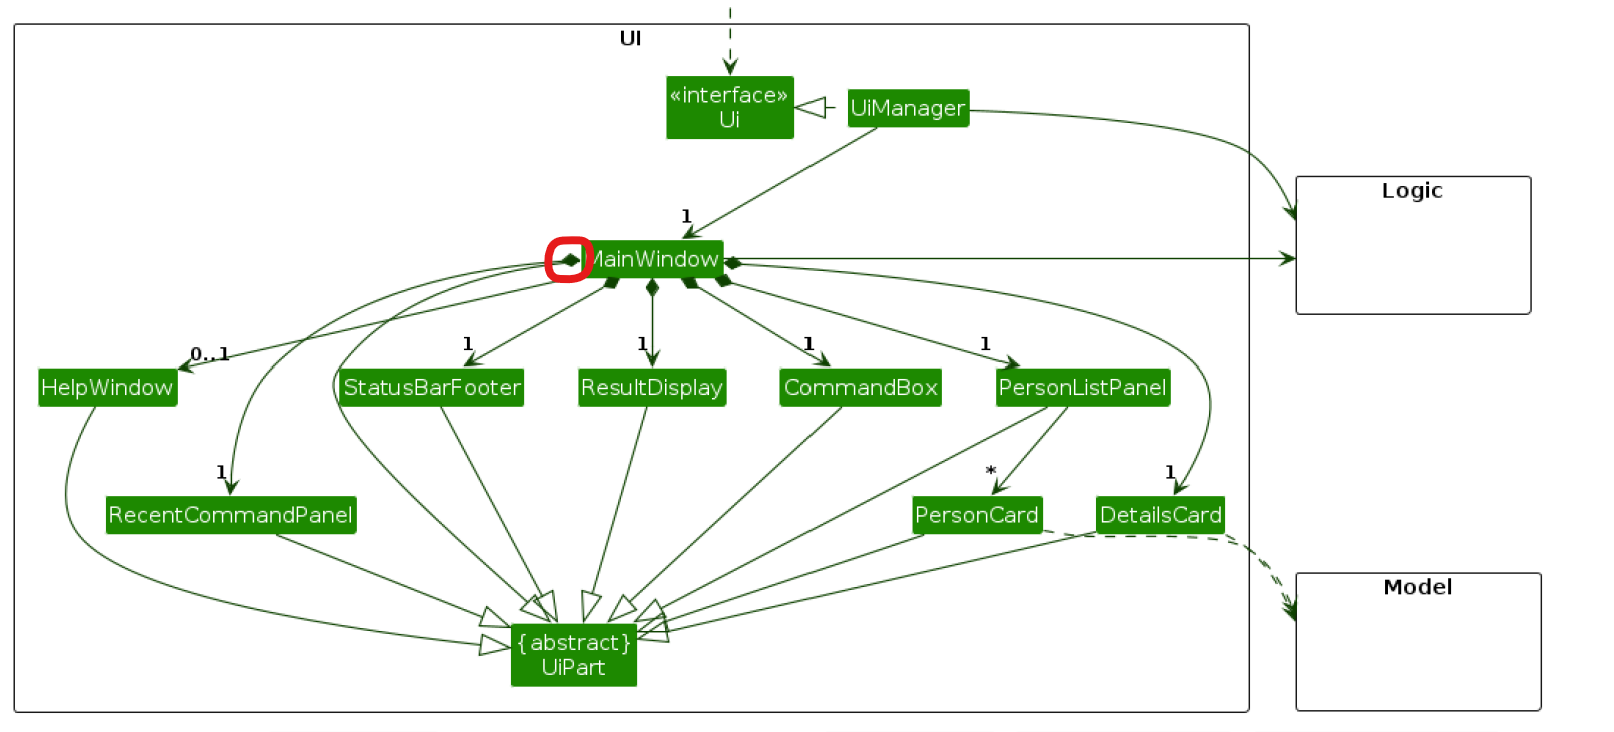 UI
«interface»
Ui
UiManager
Logic
1
MainWindow
0..1
1
1
1
1
HelpWindow
StatusBarFooter
ResultDisplay
CommandBox
PersonListPanel
1
*
1
RecentCommandPanel
PersonCard
DetailsCard
Model
{abstract}
UiPart